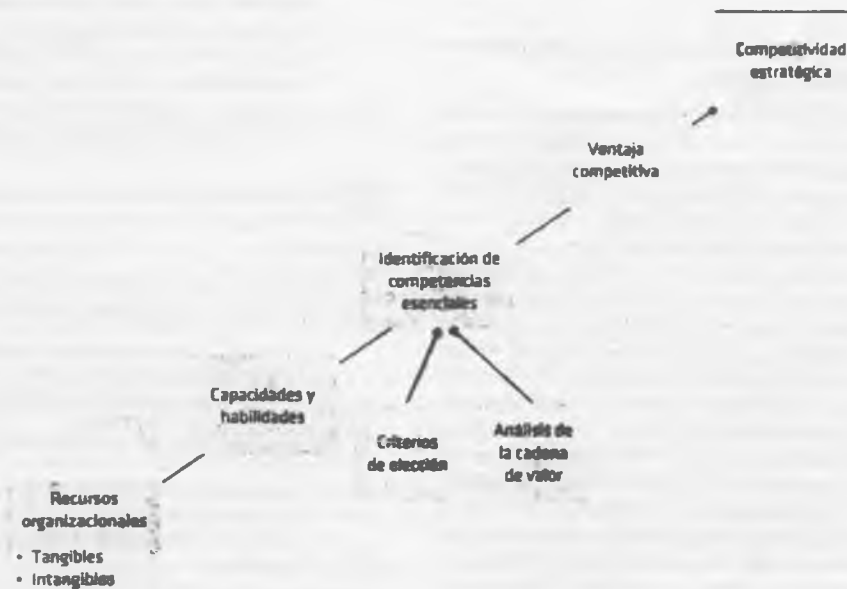 Competitividad
estratégica
Ventaja
competitiva
Identificación de
competencias
esenciales
Capacidades y
habilidades
Criterios
de elección
Análisis de
la cadena
de valor
Recursos
organizacionales
• Tangibles
• Intangibles